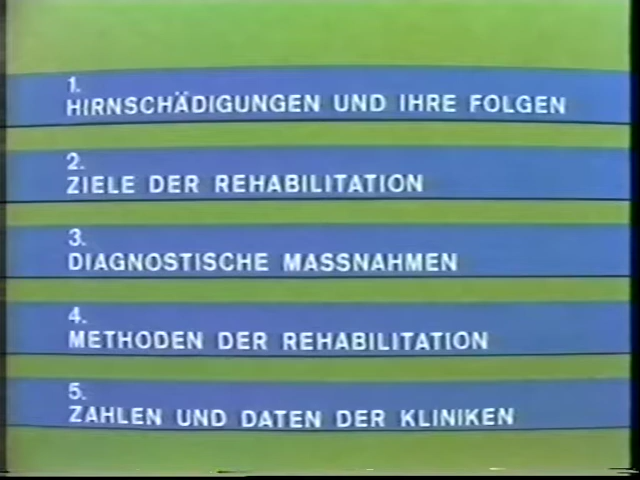 1.
HIRNSCHÄDIGUNGEN UND IHRE FOLGEN
2.
ZIELE DER REHABILITATION
3.
DIAGNOSTISCHE MASSNAHMEN
4.
METHODEN DER REHABILITATION
5.
ZAHLEN UND DATEN DER KLINIKEN